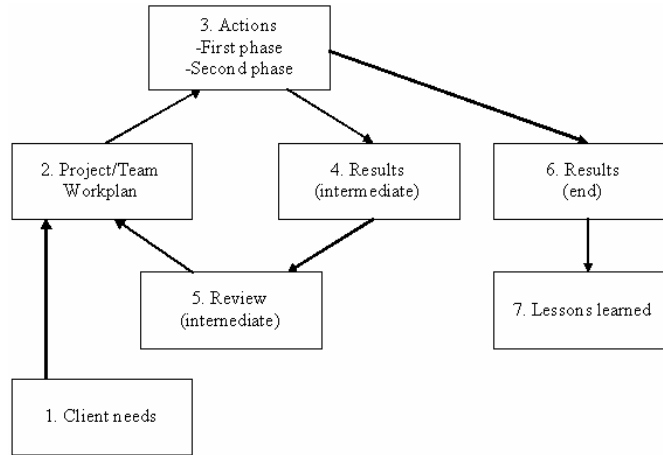 3. Actions
-First phase
-Second phase
2. Project/Team
Workplan
4. Results
(intermediate)
6. Results
(end)
5. Review
(internediate)
7. Lessons learned
1. Client needs